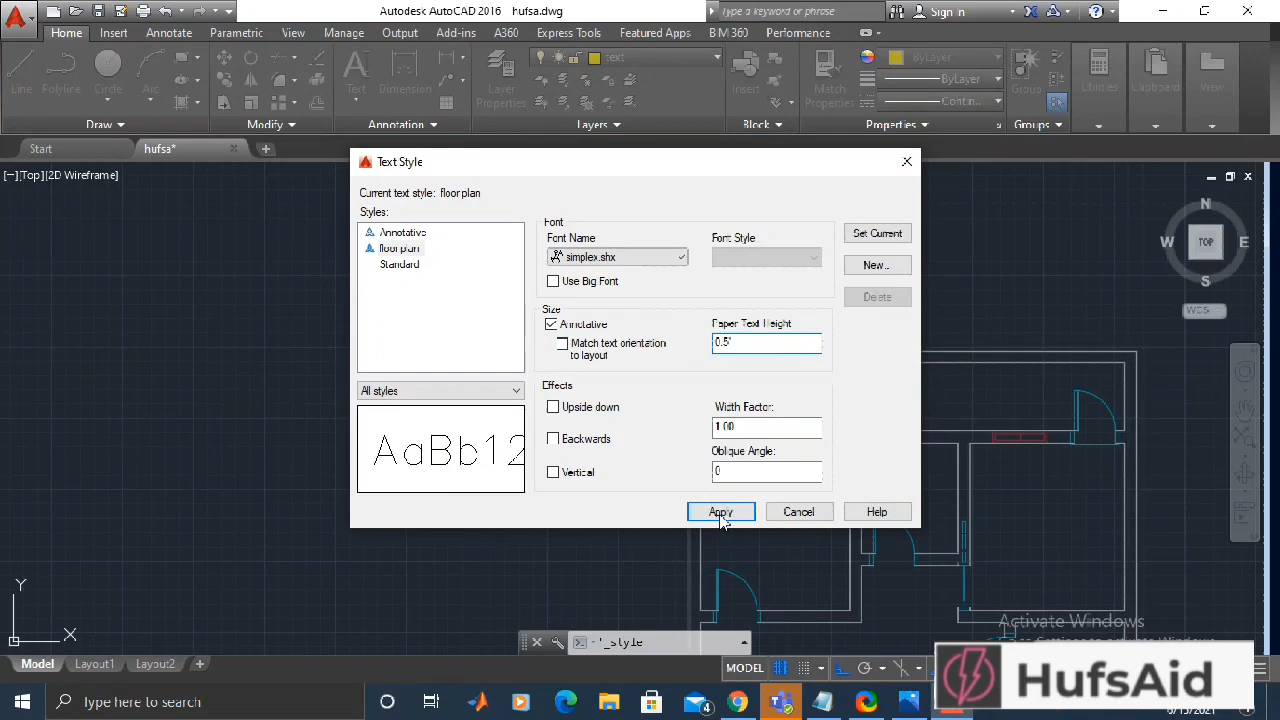 Autodesk AutoCAD 2016 hufsa.dwg
Type a keyword or phrase
Sign In
Home Insert Annotate Parametric View Manage Output Add-ins A360 Express Tools Featured Apps BIM 360 Performance
Line Polyline Circle Arc Text Dimension Layer Properties Insert Match Properties Group Utilities Clipboard View
text
ByLayer
ByLayer
Contin...
Draw Modify Annotation Layers Block Properties Groups
Start hufsa*
[−][Top][2D Wireframe]
Text Style
Current text style: floor plan
Styles:
Annotative
floor plan
Standard
All styles
AaBb12
Font
Font Name
simplex.shx
Font Style
Use Big Font
Size
Annotative
Match text orientation
to layout
Paper Text Height
0.5'
Effects
Upside down
Backwards
Vertical
Width Factor:
1.00
Oblique Angle:
0
Set Current
New...
Delete
Apply Cancel Help
N
W TOP E
S
WCS
Y
X
'_style
Activate Windows
Model Layout1 Layout2
MODEL
HufsAid
Type here to search
4